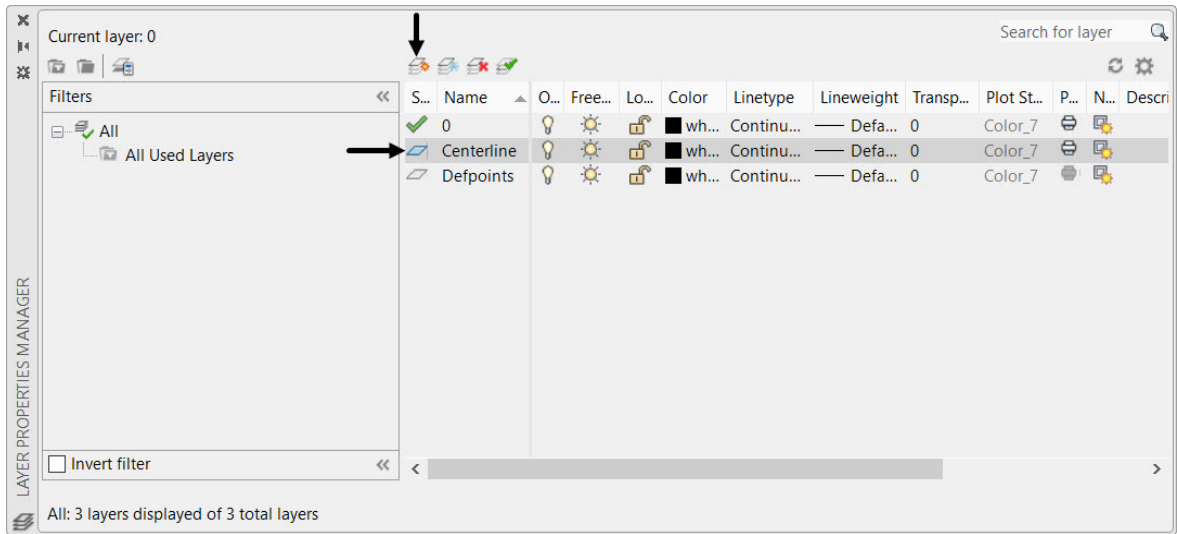 Current layer: 0
Search for layer
Filters
S... Name O... Free... Lo... Color Linetype Lineweight Transp... Plot St... P... N... Descri
All
All Used Layers
0 wh... Continu... Defa... 0 Color_7
Centerline wh... Continu... Defa... 0 Color_7
Defpoints wh... Continu... Defa... 0 Color_7
Invert filter
All: 3 layers displayed of 3 total layers
LAYER PROPERTIES MANAGER